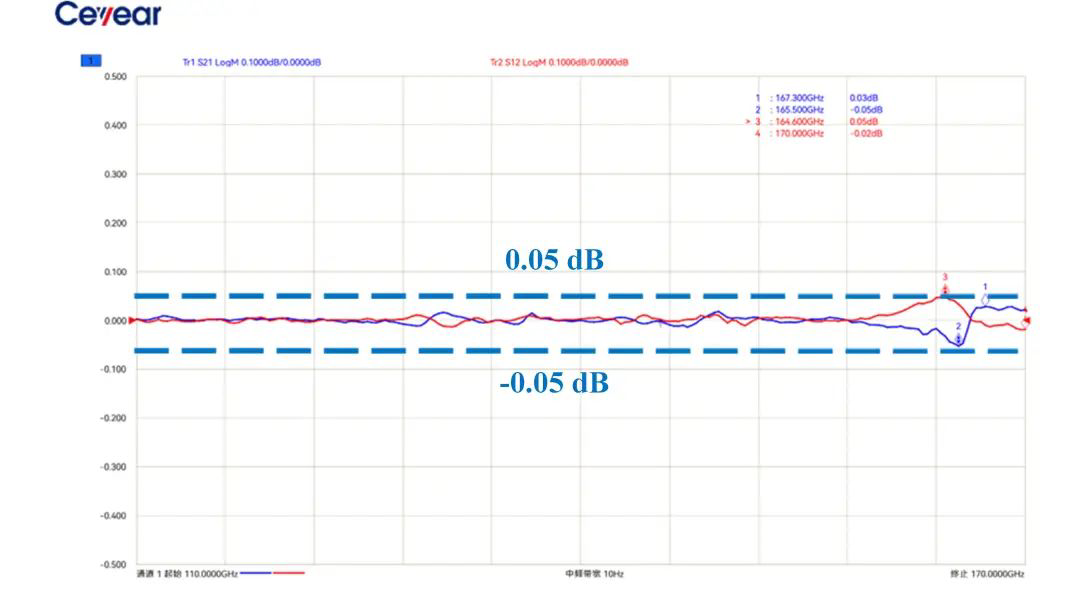 Ceyear
1
Tr1 S21 LogM 0.1000dB/0.0000dB
Tr2 S12 LogM 0.1000dB/0.0000dB
0.500
1 : 167.300GHz 0.03dB
2 : 165.500GHz -0.05dB
> 3 : 164.600GHz 0.05dB
4 : 170.000GHz -0.02dB
0.400
0.300
0.200
0.05 dB
0.100
3
1
0.000
2
-0.05 dB
-0.100
-0.200
-0.300
-0.400
-0.500
通道 1 起始 110.0000GHz
中频带宽 10Hz
终止 170.0000GHz